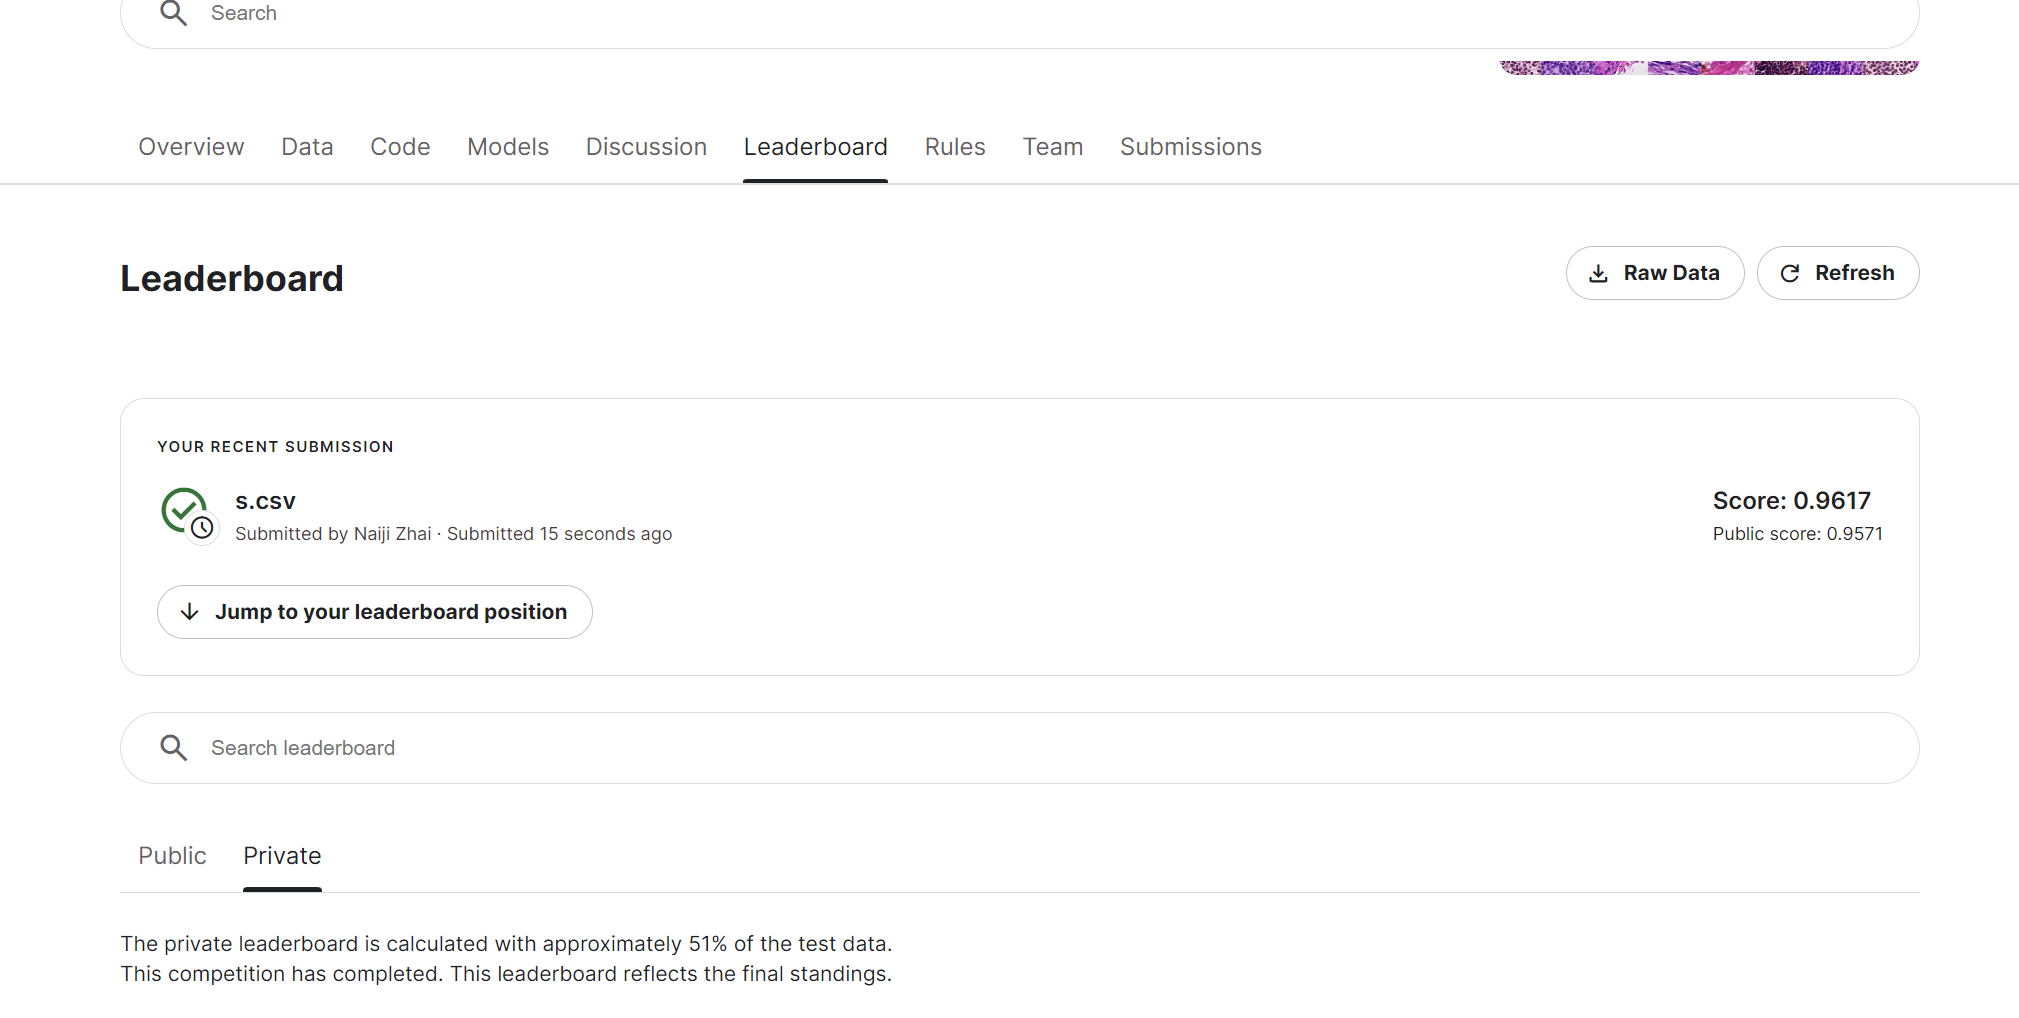 Search
Overview Data Code Models Discussion Leaderboard Rules Team Submissions
Leaderboard
Raw Data
Refresh
YOUR RECENT SUBMISSION
s.csv
Score: 0.9617
Submitted by Naiji Zhai · Submitted 15 seconds ago
Public score: 0.9571
Jump to your leaderboard position
Search leaderboard
Public Private
The private leaderboard is calculated with approximately 51% of the test data.
This competition has completed. This leaderboard reflects the final standings.